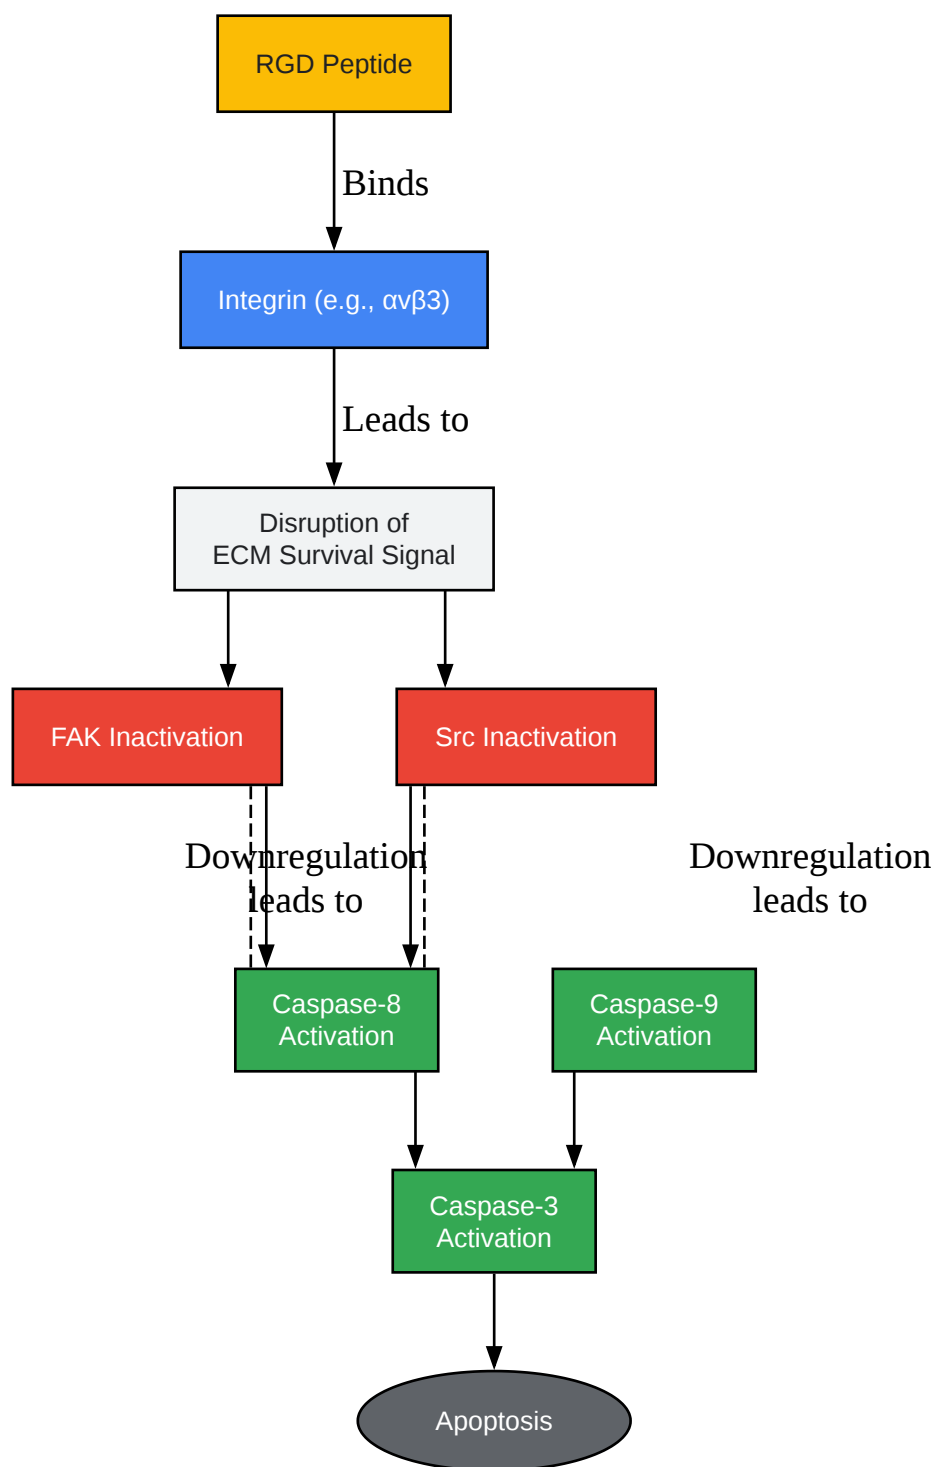 RGD Peptide
Binds
Integrin (e.g., αvβ3)
Leads to
Disruption of
ECM Survival Signal
FAK Inactivation
Src Inactivation
Downregulation
leads to
Downregulation
leads to
Caspase-8
Activation
Caspase-9
Activation
Caspase-3
Activation
Apoptosis